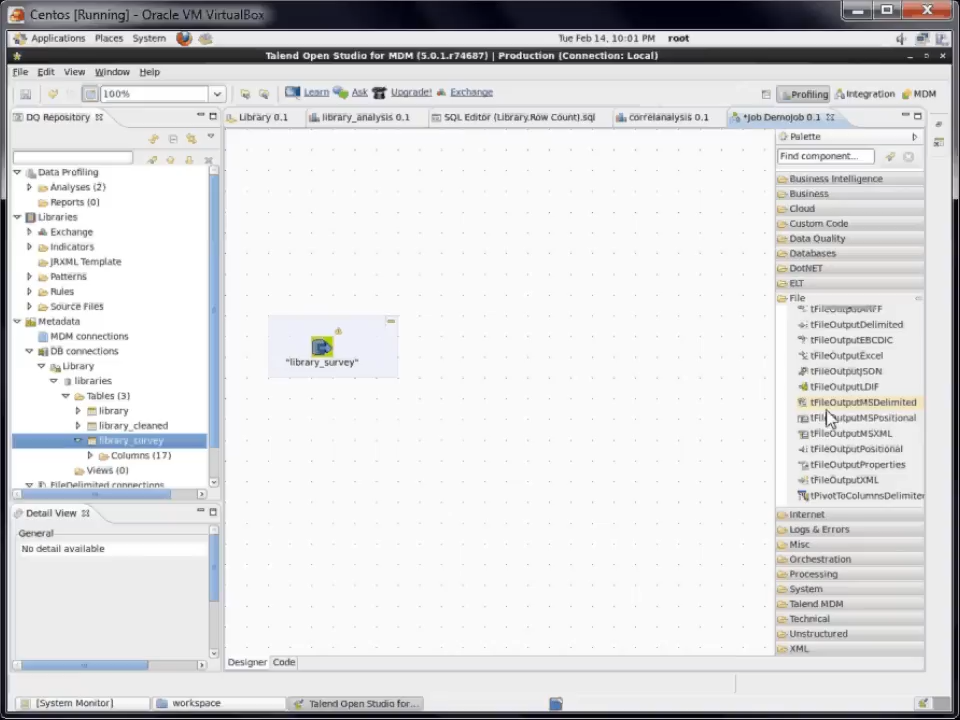 Centos [Running] - Oracle VM VirtualBox
Applications Places System Tue Feb 14, 10:01 PM root
Talend Open Studio for MDM (5.0.1.r74687) | Production (Connection: Local)
File Edit View Window Help
100% Learn Ask Upgrade! Exchange Profiling Integration MDM
DQ Repository Library 0.1 library_analysis 0.1 SQL Editor (Library.Row Count).sql correlanalysis 0.1 *Job DemoJob 0.1
Palette
Find component...
Data Profiling
Analyses (2)
Reports (0)
Libraries
Exchange
Indicators
JRXML Template
Patterns
Rules
Source Files
Metadata
MDM connections
DB connections
Library
libraries
Tables (3)
library
library_cleaned
library_survey
Columns (17)
Views (0)
FileDelimited connections
Detail View
General
No detail available
"library_survey"
Designer Code
Business Intelligence
Business
Cloud
Custom Code
Data Quality
Databases
DotNET
ELT
File
tFileOutputARFF
tFileOutputDelimited
tFileOutputEBCDIC
tFileOutputExcel
tFileOutputJSON
tFileOutputLDIF
tFileOutputMSDelimited
tFileOutputMSPositional
tFileOutputMSXML
tFileOutputPositional
tFileOutputProperties
tFileOutputXML
tPivotToColumnsDelimiter
Internet
Logs & Errors
Misc
Orchestration
Processing
System
Talend MDM
Technical
Unstructured
XML
[System Monitor] workspace Talend Open Studio for...